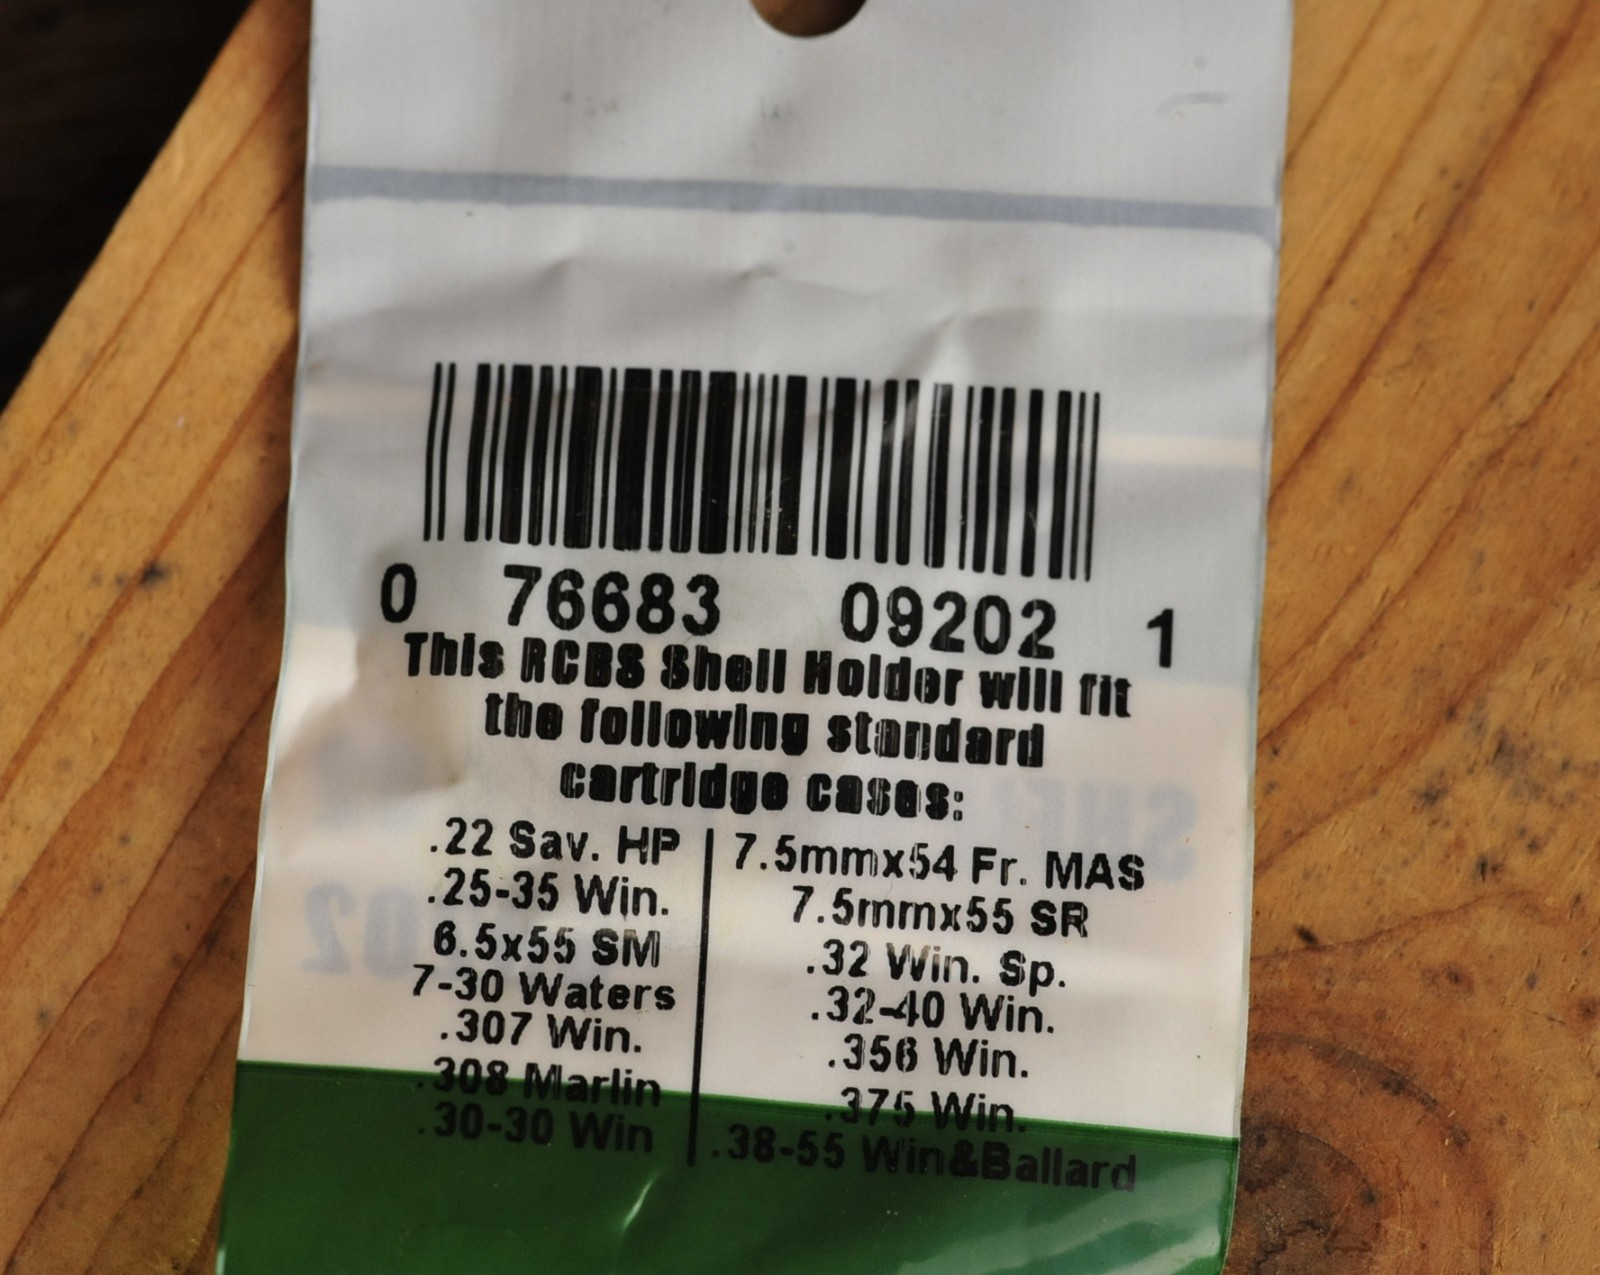 0 76683 09202 1
This RCBS Shell Holder will fit
the following standard
cartridge cases:
.22 Sav. HP
.25-35 Win.
6.5x55 SM
7-30 Waters
.307 Win.
.308 Marlin
.30-30 Win
7.5mmx54 Fr. MAS
7.5mmx55 SR
.32 Win. Sp.
.32-40 Win.
.356 Win.
.375 Win.
.38-55 Win&Ballard